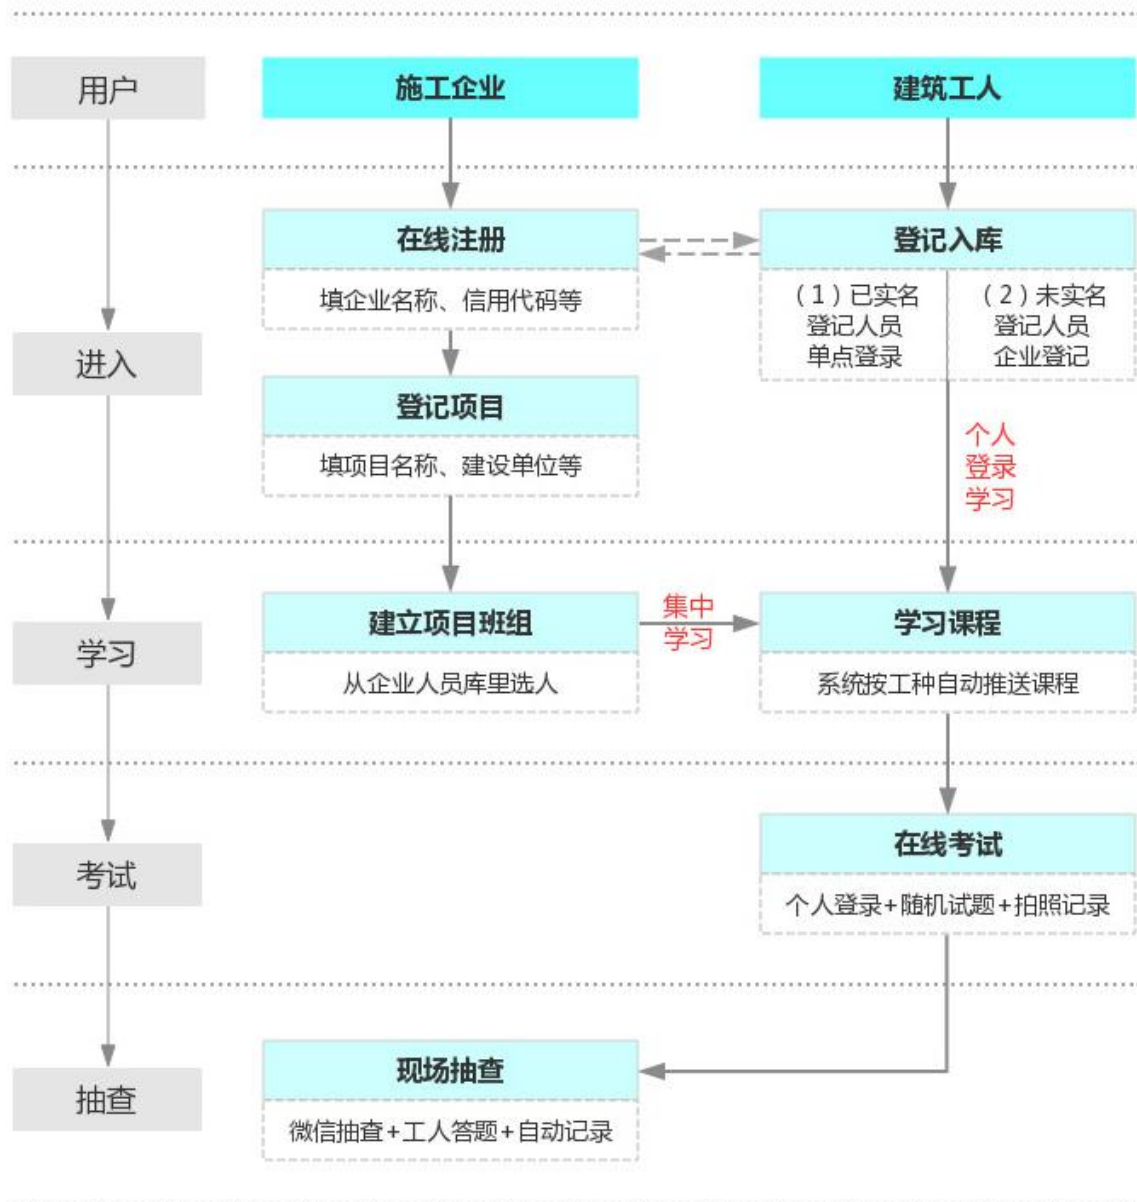 用户
施工企业
建筑工人
在线注册
填企业名称、信用代码等
登记入库
（1）已实名
登记人员
单点登录
（2）未实名
登记人员
企业登记
进入
登记项目
填项目名称、建设单位等
个人
登录
学习
学习
建立项目班组
从企业人员库里选人
集中
学习
学习课程
系统按工种自动推送课程
考试
在线考试
个人登录+随机试题+拍照记录
抽查
现场抽查
微信抽查+工人答题+自动记录